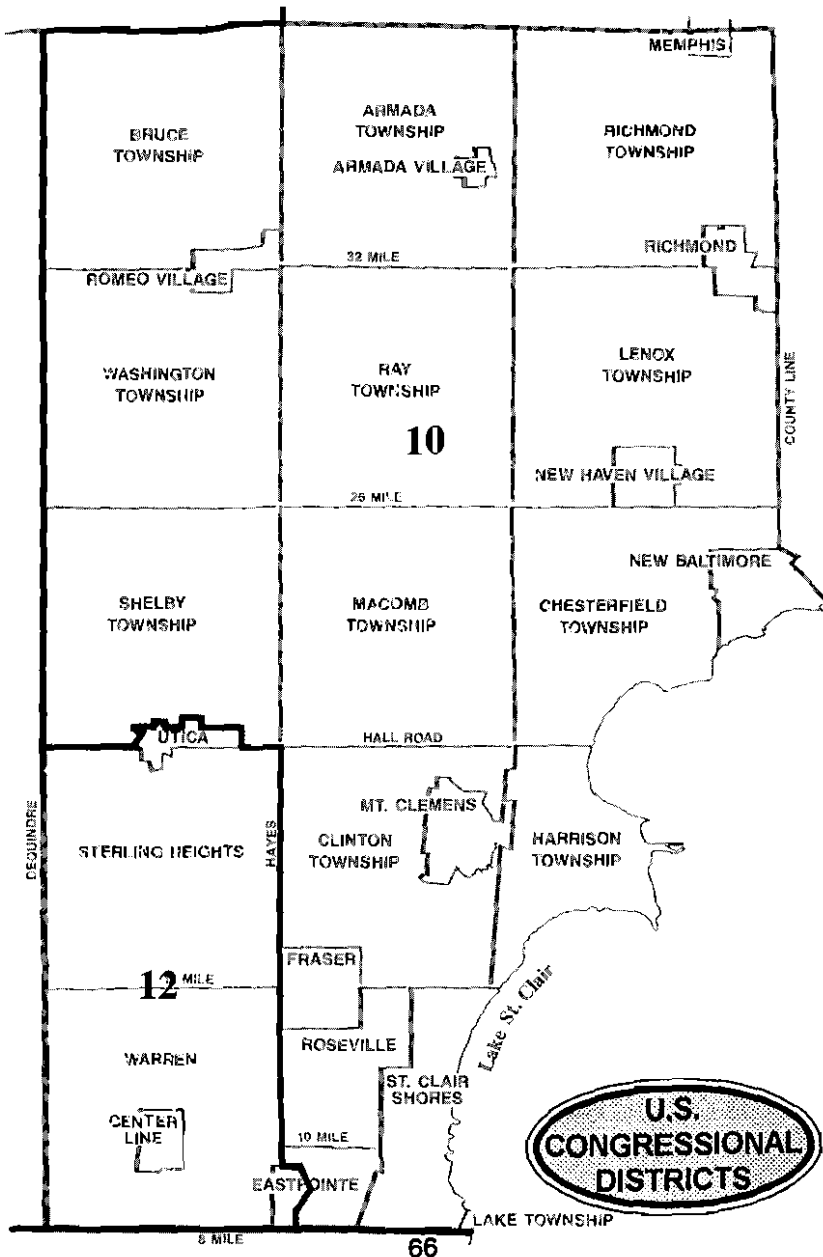 MEMPHIS
BRUCE
TOWNSHIP
ARMADA
TOWNSHIP
ARMADA VILLAGE
RICHMOND
TOWNSHIP
RICHMOND
32 MILE
ROMEO VILLAGE
WASHINGTON
TOWNSHIP
RAY
TOWNSHIP
LENOX
TOWNSHIP
COUNTY LINE
10
NEW HAVEN VILLAGE
26 MILE
NEW BALTIMORE
SHELBY
TOWNSHIP
MACOMB
TOWNSHIP
CHESTERFIELD
TOWNSHIP
UTICA
HALL ROAD
DEQUINDRE
STERLING HEIGHTS
HAYES
MT. CLEMENS
CLINTON
TOWNSHIP
HARRISON
TOWNSHIP
FRASER
12
MILE
Lake St. Clair
WARREN
ROSEVILLE
ST. CLAIR
SHORES
CENTER
LINE
10 MILE
EASTPOINTE
U.S.
CONGRESSIONAL
DISTRICTS
LAKE TOWNSHIP
8 MILE
66